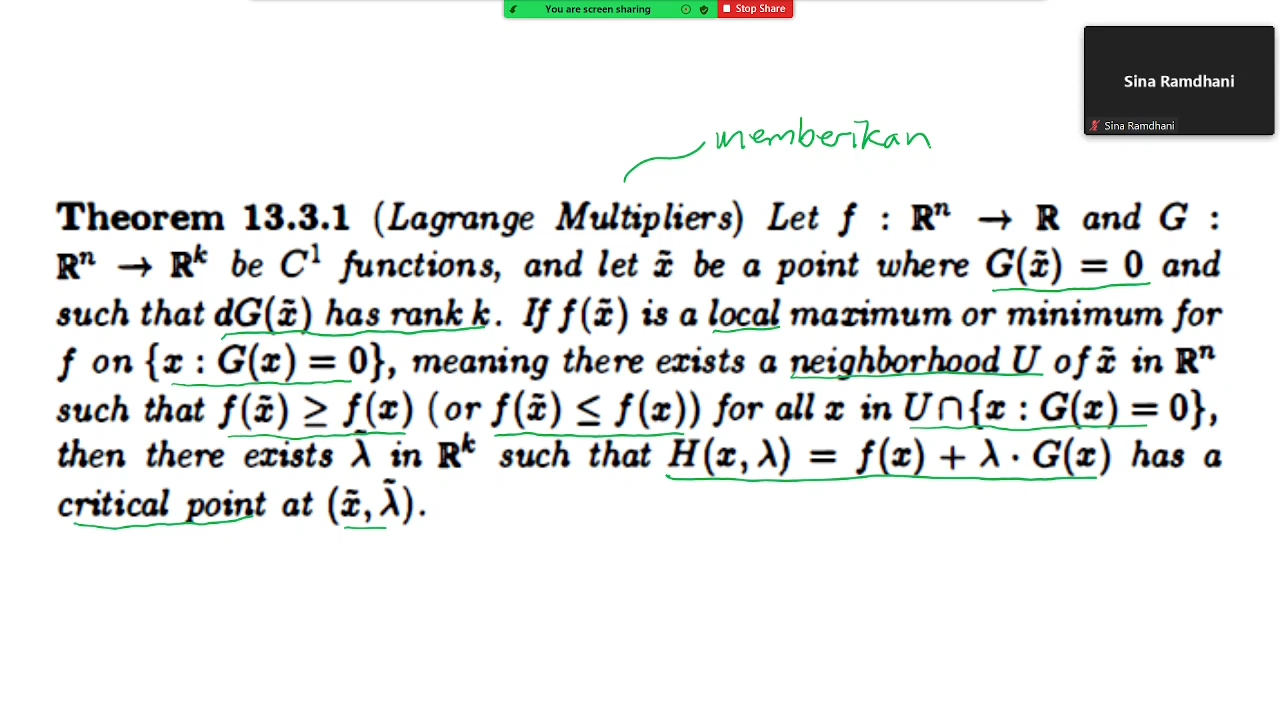 You are screen sharing
Stop Share
Sina Ramdhani
Sina Ramdhani
memberikan
Theorem 13.3.1 (Lagrange Multipliers) Let f : ℝⁿ → ℝ and G :
ℝⁿ → ℝᵏ be C¹ functions, and let x̃ be a point where G(x̃) = 0 and
such that dG(x̃) has rank k. If f(x̃) is a local maximum or minimum for
f on {x : G(x) = 0}, meaning there exists a neighborhood U of x̃ in ℝⁿ
such that f(x̃) ≥ f(x) (or f(x̃) ≤ f(x)) for all x in U∩{x : G(x) = 0},
then there exists λ̃ in ℝᵏ such that H(x, λ) = f(x) + λ · G(x) has a
critical point at (x̃, λ̃).